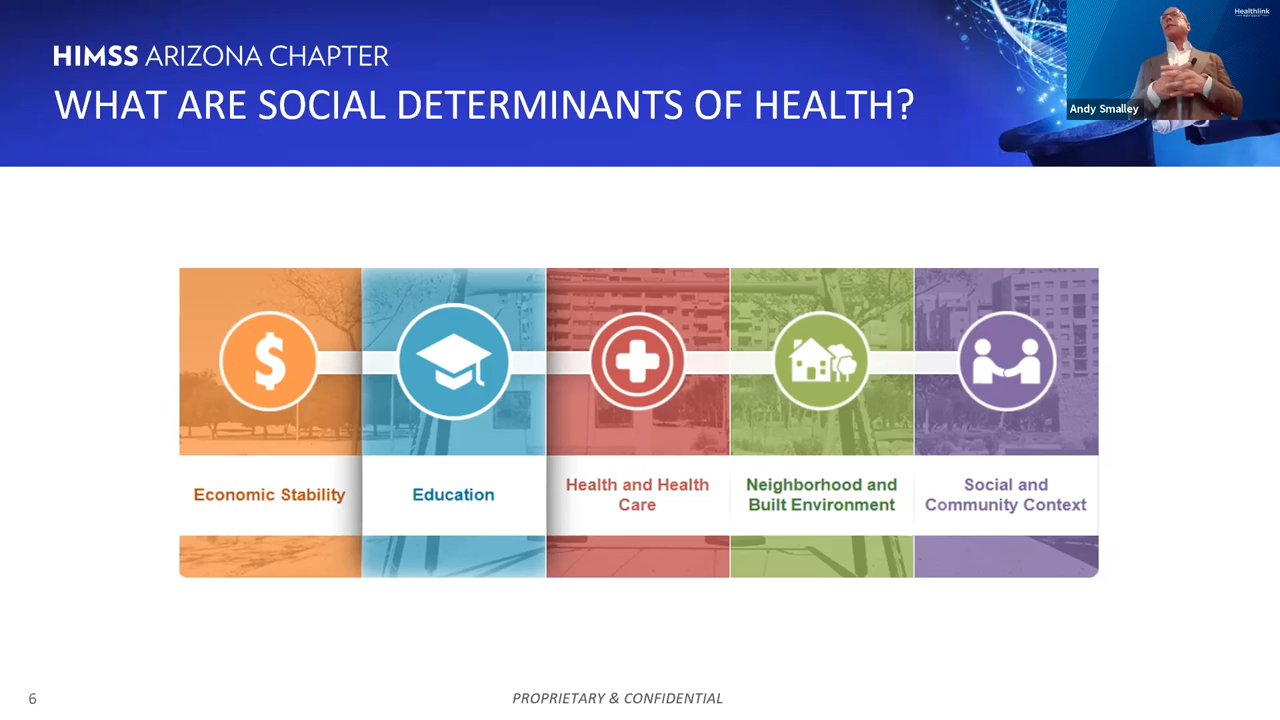 HIMSS ARIZONA CHAPTER
WHAT ARE SOCIAL DETERMINANTS OF HEALTH?
Healthlink
Andy Smalley
$
Economic Stability
Education
Health and Health
Care
Neighborhood and
Built Environment
Social and
Community Context
6
PROPRIETARY & CONFIDENTIAL